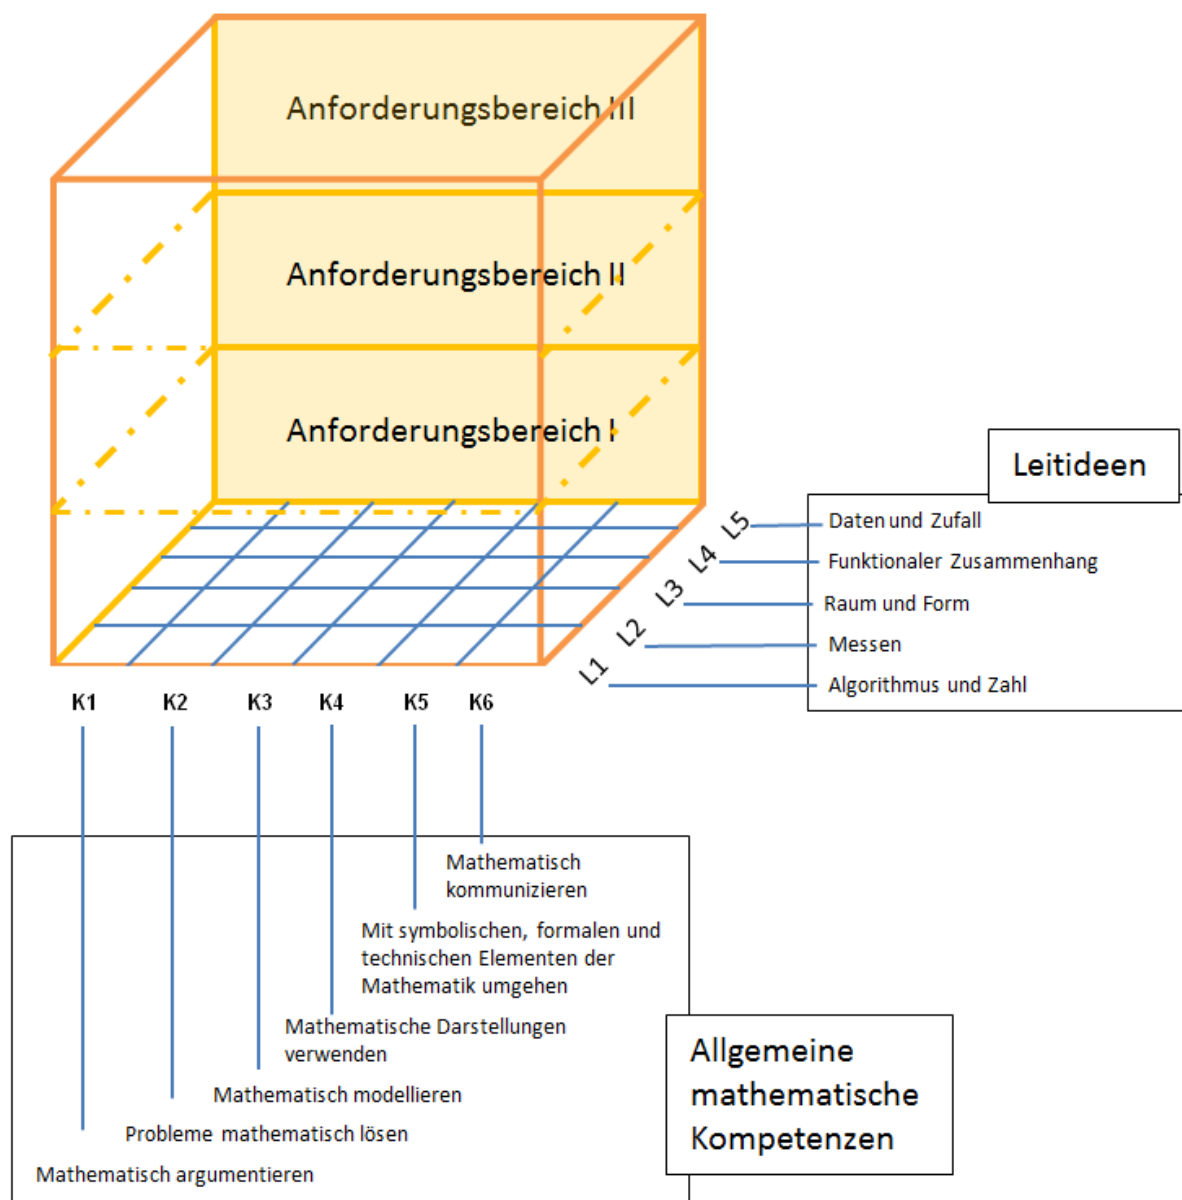 Anforderungsbereich III
Anforderungsbereich II
Anforderungsbereich I
Leitideen
L5
Daten und Zufall
L4
Funktionaler Zusammenhang
L3
Raum und Form
L2
Messen
L1
Algorithmus und Zahl
K1 K2 K3 K4 K5 K6
Mathematisch
kommunizieren
Mit symbolischen, formalen und
technischen Elementen der
Mathematik umgehen
Mathematische Darstellungen
verwenden
Mathematisch modellieren
Probleme mathematisch lösen
Mathematisch argumentieren
Allgemeine
mathematische
Kompetenzen